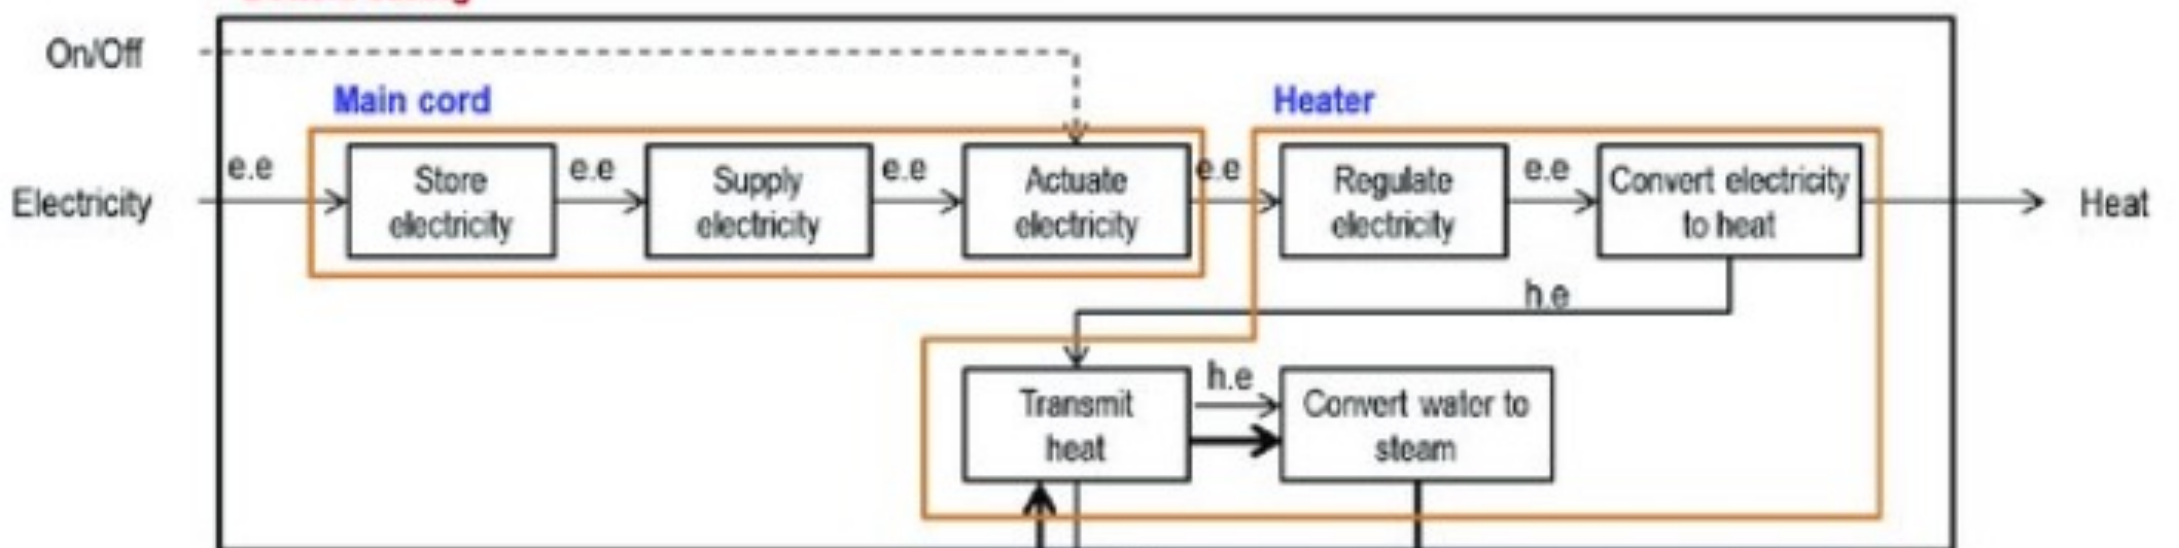 On/Off
Main cord
Heater
Electricity
e.e
Store
electricity
e.e
Supply
electricity
e.e
Actuate
electricity
e.e
Regulate
electricity
e.e
Convert electricity
to heat
Heat
h.e
Transmit
heat
h.e
Convert water to
steam